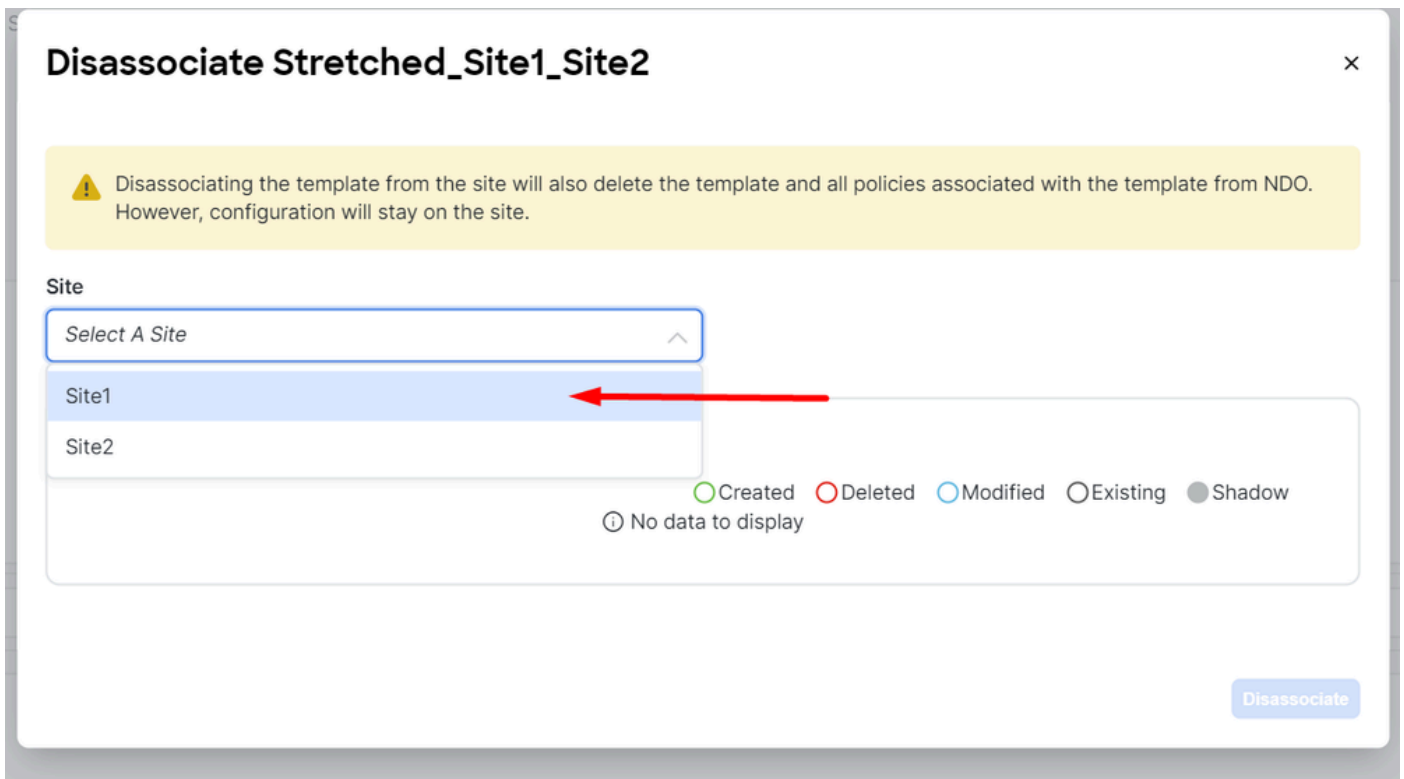 S
Disassociate Stretched_Site1_Site2
Disassociating the template from the site will also delete the template and all policies associated with the template from NDO.
However, configuration will stay on the site.
Site
Select A Site
Site1
Site2
Created Deleted Modified Existing Shadow
No data to display
Disassociate